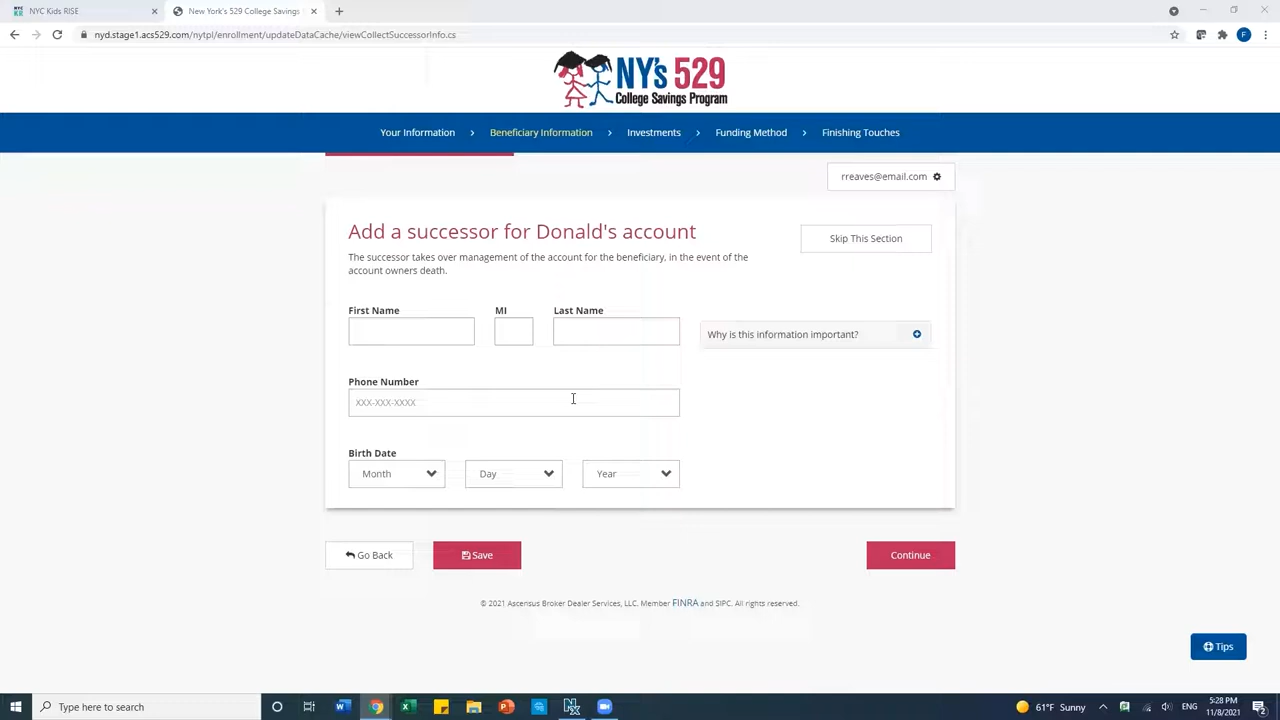 NYC Kids RISE
New York's 529 College Savings
nyd.stage1.acs529.com/nytpl/enrollment/updateDataCache/viewCollectSuccessorInfo.cs
F
NY's 529
College Savings Program
Your Information
Beneficiary Information
Investments
Funding Method
Finishing Touches
rreaves@email.com
Add a successor for Donald's account
Skip This Section
The successor takes over management of the account for the beneficiary, in the event of the
account owners death.
First Name MI Last Name
Why is this information important?
Phone Number
XXX-XXX-XXXX
Birth Date
Month Day Year
Go Back
Save
Continue
© 2021 Ascensus Broker Dealer Services, LLC. Member FINRA and SIPC. All rights reserved.
Tips
Type here to search
61°F Sunny
ENG
5:28 PM
11/8/2021
2